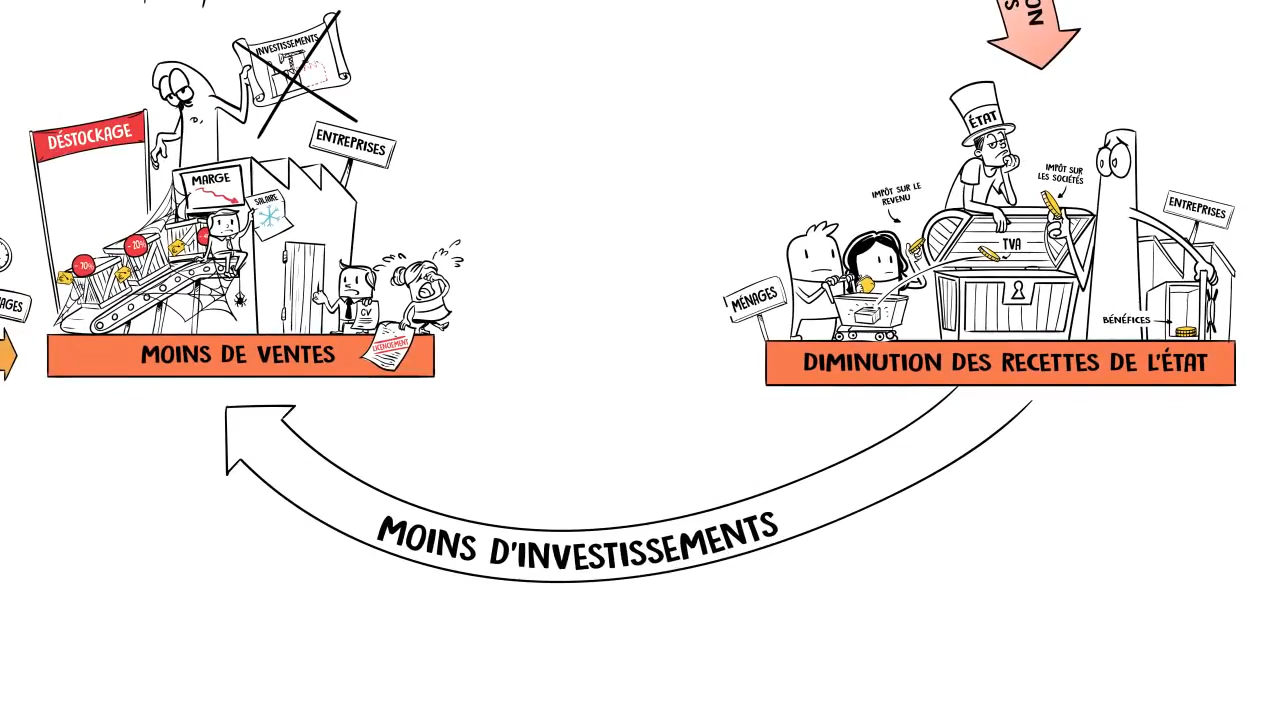 INVESTISSEMENTS
DÉSTOCKAGE
ENTREPRISES
MARGE
SALAIRE
- 70%
- 20%
CV
LICENCIEMENT
MOINS DE VENTES
ON
S
ÉTAT
IMPÔT SUR
LES SOCIÉTÉS
IMPÔT SUR LE
REVENU
ENTREPRISES
TVA
MÉNAGES
BÉNÉFICES
DIMINUTION DES RECETTES DE L'ÉTAT
AGES
MOINS D'INVESTISSEMENTS